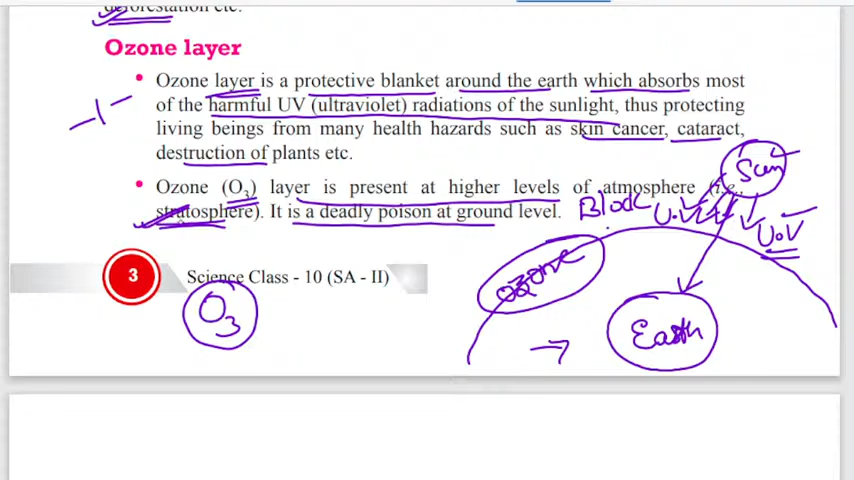 deforestation etc.
Ozone layer
• Ozone layer is a protective blanket around the earth which absorbs most
of the harmful UV (ultraviolet) radiations of the sunlight, thus protecting
living beings from many health hazards such as skin cancer, cataract,
destruction of plants etc.
• Ozone (O3) layer is present at higher levels of atmosphere (i.e.,
stratosphere). It is a deadly poison at ground level.
Sun
Block U.V
U.V
ozone
3 Science Class - 10 (SA - II)
O3
Earth